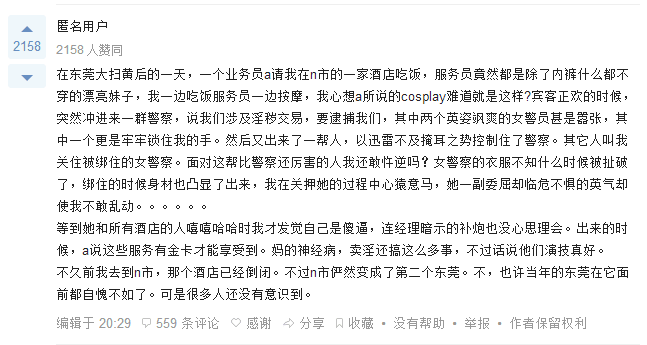 匿名用户
2158
2158 人赞同
在东莞大扫黄后的一天，一个业务员a请我在n市的一家酒店吃饭，服务员竟然都是除了内裤什么都不
穿的漂亮妹子，我一边吃饭服务员一边按摩，我心想a所说的cosplay难道就是这样?宾客正欢的时候，
突然冲进来一群警察，说我们涉及淫秽交易，要逮捕我们，其中两个英姿飒爽的女警员甚是嚣张，其
中一个更是牢牢锁住我的手。然后又出来了一帮人，以迅雷不及掩耳之势控制住了警察。其它人叫我
关住被绑住的女警察。面对这帮比警察还厉害的人我还敢忤逆吗？女警察的衣服不知什么时候被扯破
了，绑住的时候身材也凸显了出来，我在关押她的过程中心猿意马，她一副委屈却临危不惧的英气却
使我不敢乱动。。。。。。
等到她和所有酒店的人嘻嘻哈哈时我才发觉自己是傻逼，连经理暗示的补炮也没心思理会。出来的时
候，a说这些服务有金卡才能享受到。妈的神经病，卖淫还搞这么多事，不过话说他们演技真好。
不久前我去到n市，那个酒店已经倒闭。不过n市俨然变成了第二个东莞。不，也许当年的东莞在它面
前都自愧不如了。可是很多人还没有意识到。
编辑于 20:29 559 条评论 感谢 分享 收藏 • 没有帮助 • 举报 • 作者保留权利